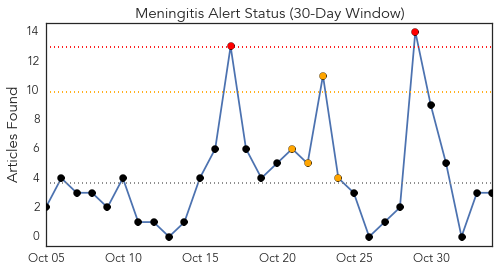 Meningitis Alert Status (30-Day Window)
Articles Found
14
12
10
8
6
4
2
0
Oct 05
Oct 10
Oct 15
Oct 20
Oct 25
Oct 30